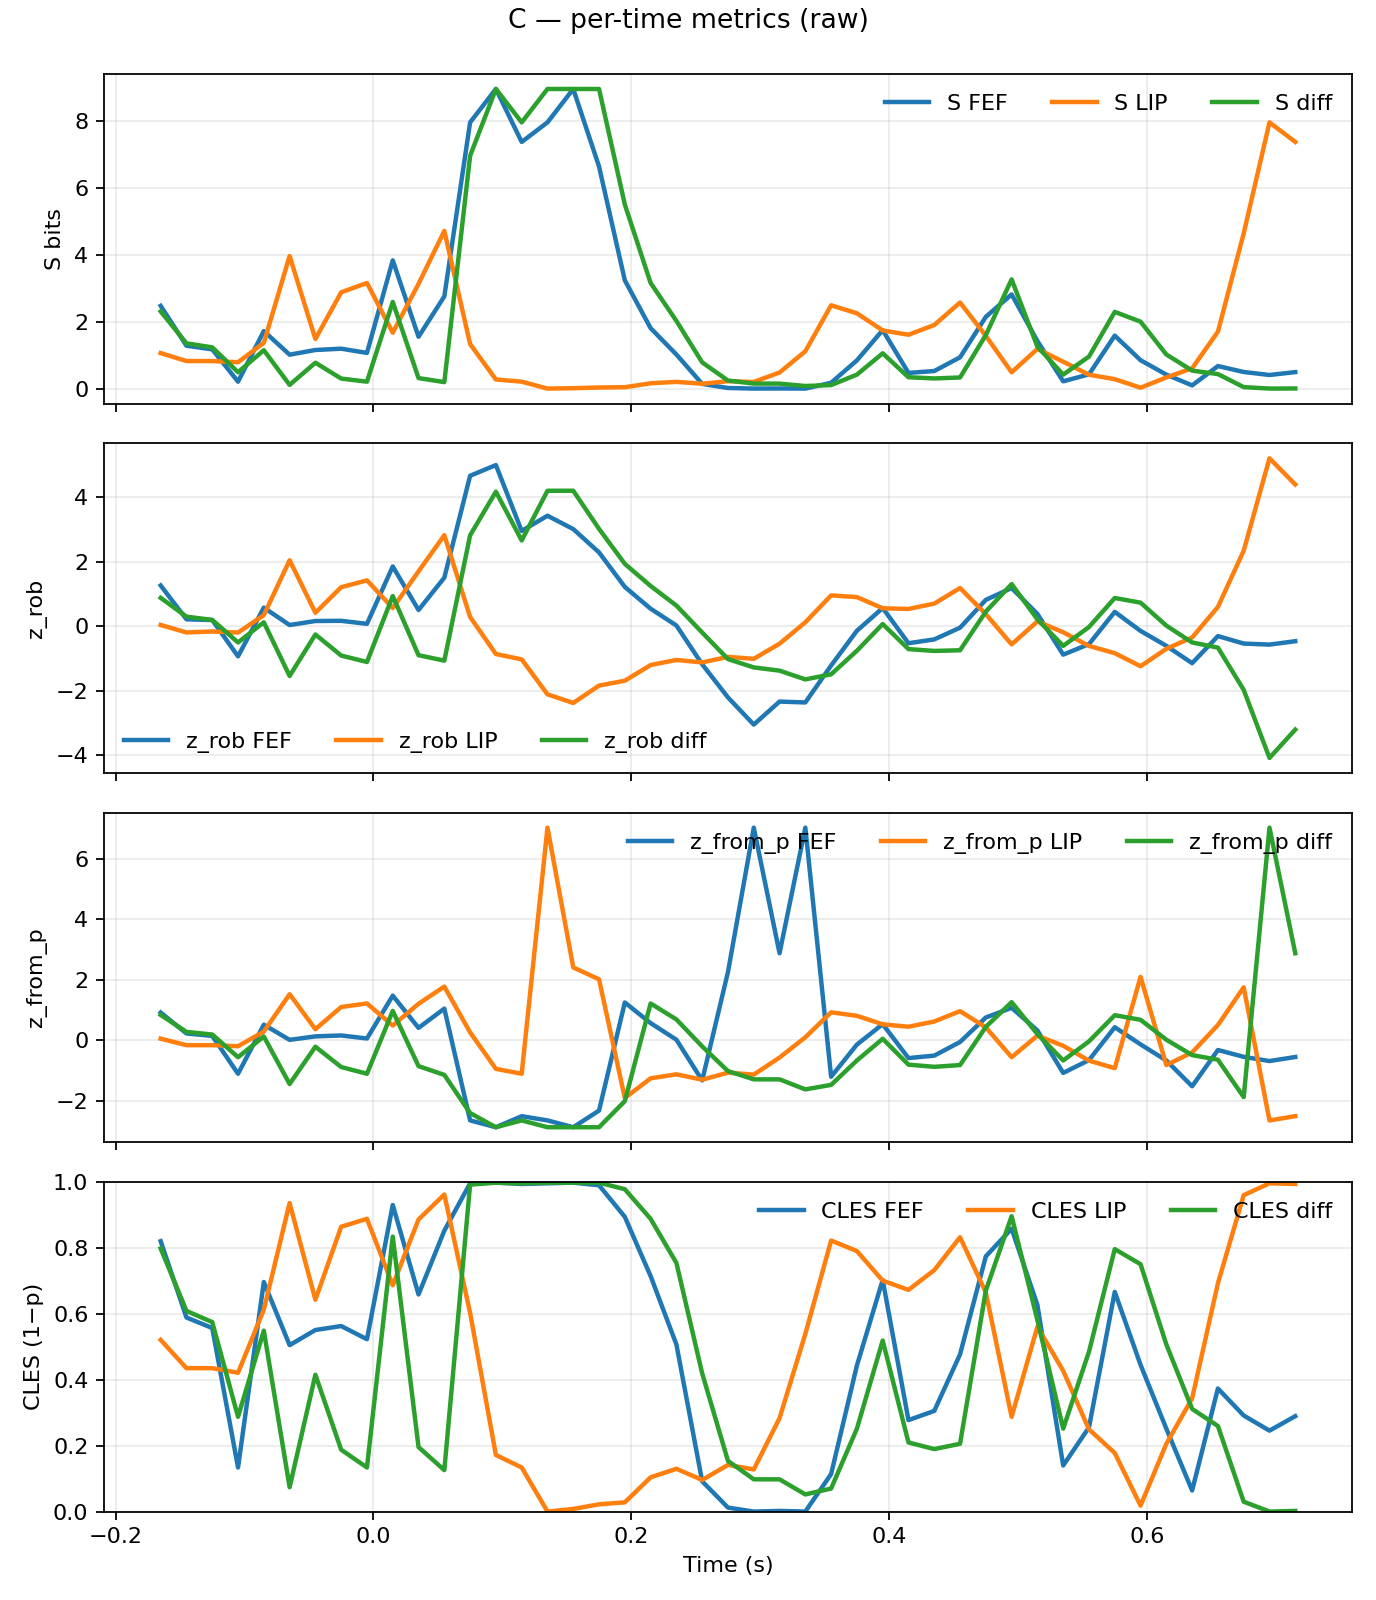 C — per-time metrics (raw)
S FEF S LIP S diff
8
6
4
2
0
S bits
4
2
0
−2
−4
z_rob
z_rob FEF z_rob LIP z_rob diff
z_from_p FEF z_from_p LIP z_from_p diff
6
4
2
0
−2
z_from_p
1.0
CLES FEF CLES LIP CLES diff
0.8
0.6
0.4
0.2
0.0
CLES (1−p)
−0.2 0.0 0.2 0.4 0.6
Time (s)